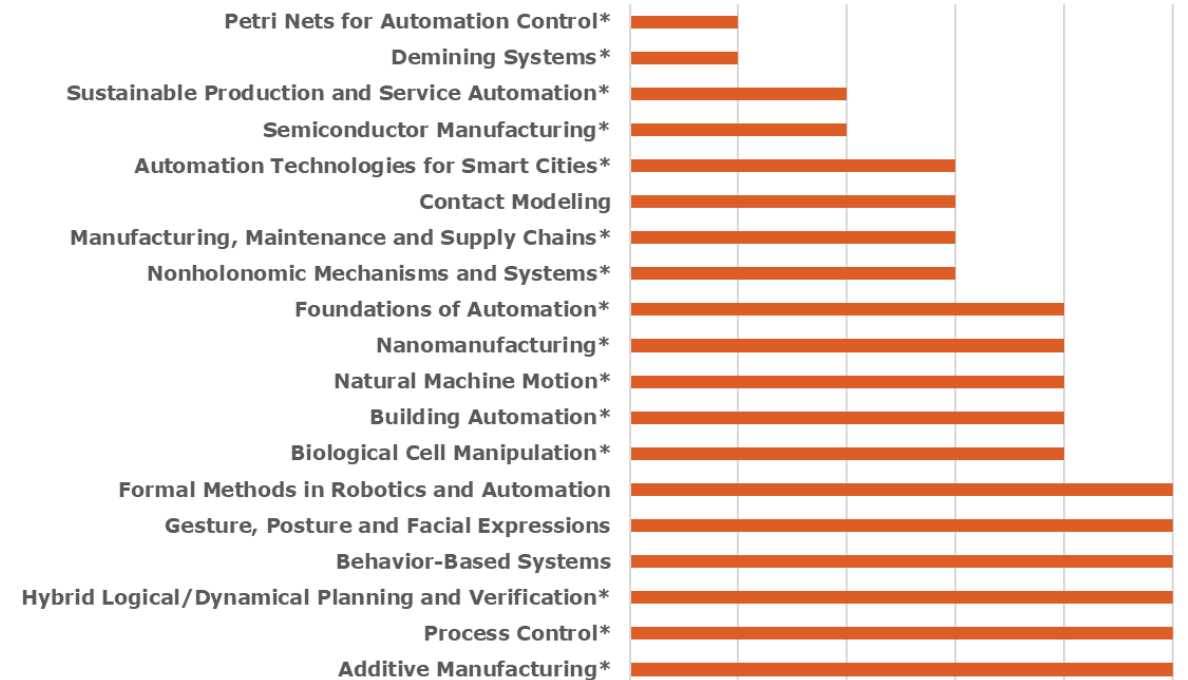 Petri Nets for Automation Control*
Demining Systems*
Sustainable Production and Service Automation*
Semiconductor Manufacturing*
Automation Technologies for Smart Cities*
Contact Modeling
Manufacturing, Maintenance and Supply Chains*
Nonholonomic Mechanisms and Systems*
Foundations of Automation*
Nanomanufacturing*
Natural Machine Motion*
Building Automation*
Biological Cell Manipulation*
Formal Methods in Robotics and Automation
Gesture, Posture and Facial Expressions
Behavior-Based Systems
Hybrid Logical/Dynamical Planning and Verification*
Process Control*
Additive Manufacturing*